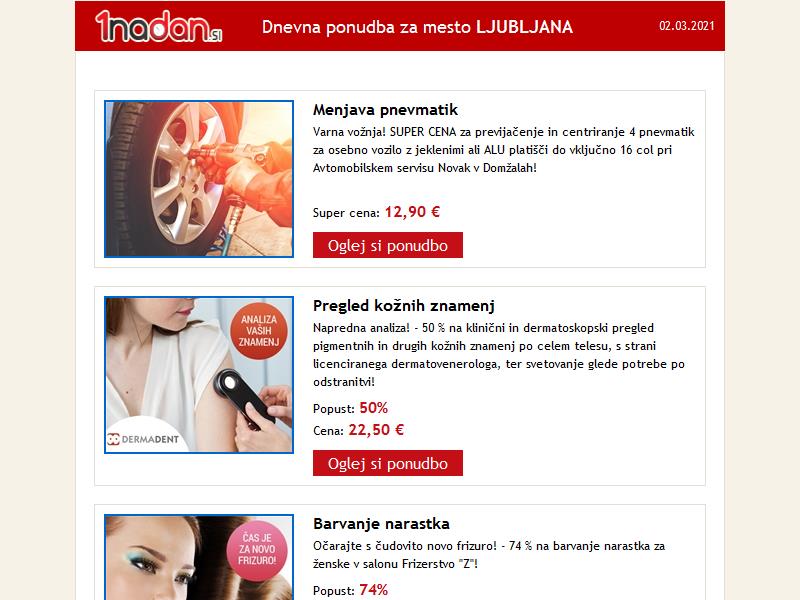 1nadan.si
Dnevna ponudba za mesto LJUBLJANA
02.03.2021
Menjava pnevmatik
Varna vožnja! SUPER CENA za previjačenje in centriranje 4 pnevmatik
za osebno vozilo z jeklenimi ali ALU platišči do vključno 16 col pri
Avtomobilskem servisu Novak v Domžalah!
Super cena: 12,90 €
Oglej si ponudbo
ANALIZA
VAŠIH
ZNAMENJ
DERMADENT
Pregled kožnih znamenj
Napredna analiza! - 50 % na klinični in dermatoskopski pregled
pigmentnih in drugih kožnih znamenj po celem telesu, s strani
licenciranega dermatovenerologa, ter svetovanje glede potrebe po
odstranitvi!
Popust: 50%
Cena: 22,50 €
Oglej si ponudbo
ČAS JE
ZA NOVO
FRIZURO!
Barvanje narastka
Očarajte s čudovito novo frizuro! - 74 % na barvanje narastka za
ženske v salonu Frizerstvo "Z"!
Popust: 74%